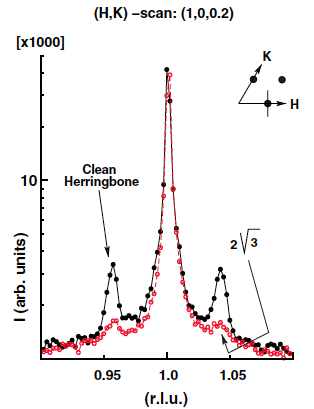 (H,K) –scan: (1,0,0.2)
[x1000]
K
H
Clean
Herringbone
10
2√3
I (arb. units)
0.95 1.0 1.05
(r.l.u.)